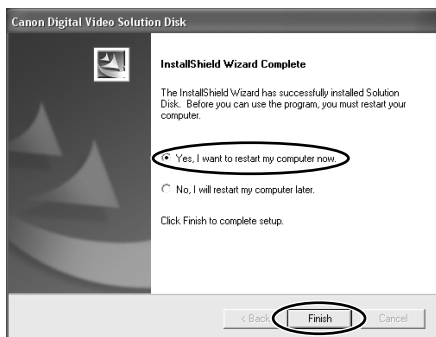 Canon Digital Video Solution Disk
InstallShield Wizard Complete
The InstallShield Wizard has successfully installed Solution
Disk. Before you can use the program, you must restart your
computer.
Yes, I want to restart my computer now.
No, I will restart my computer later.
Click Finish to complete setup.
< Back Finish Cancel